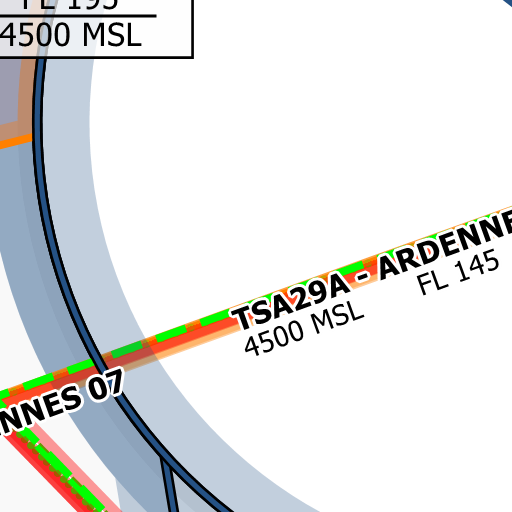 FL 195
4500 MSL
TSA29A - ARDENNE
4500 MSL
FL 145
NNES 07